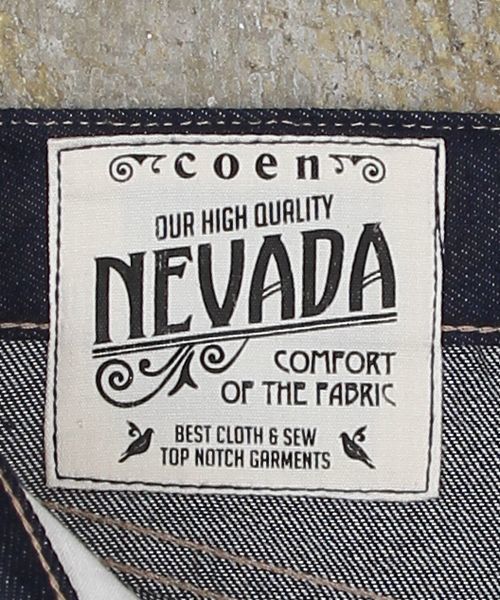 coen
OUR HIGH QUALITY
NEVADA
COMFORT
OF THE FABRIC
BEST CLOTH & SEW
TOP NOTCH GARMENTS